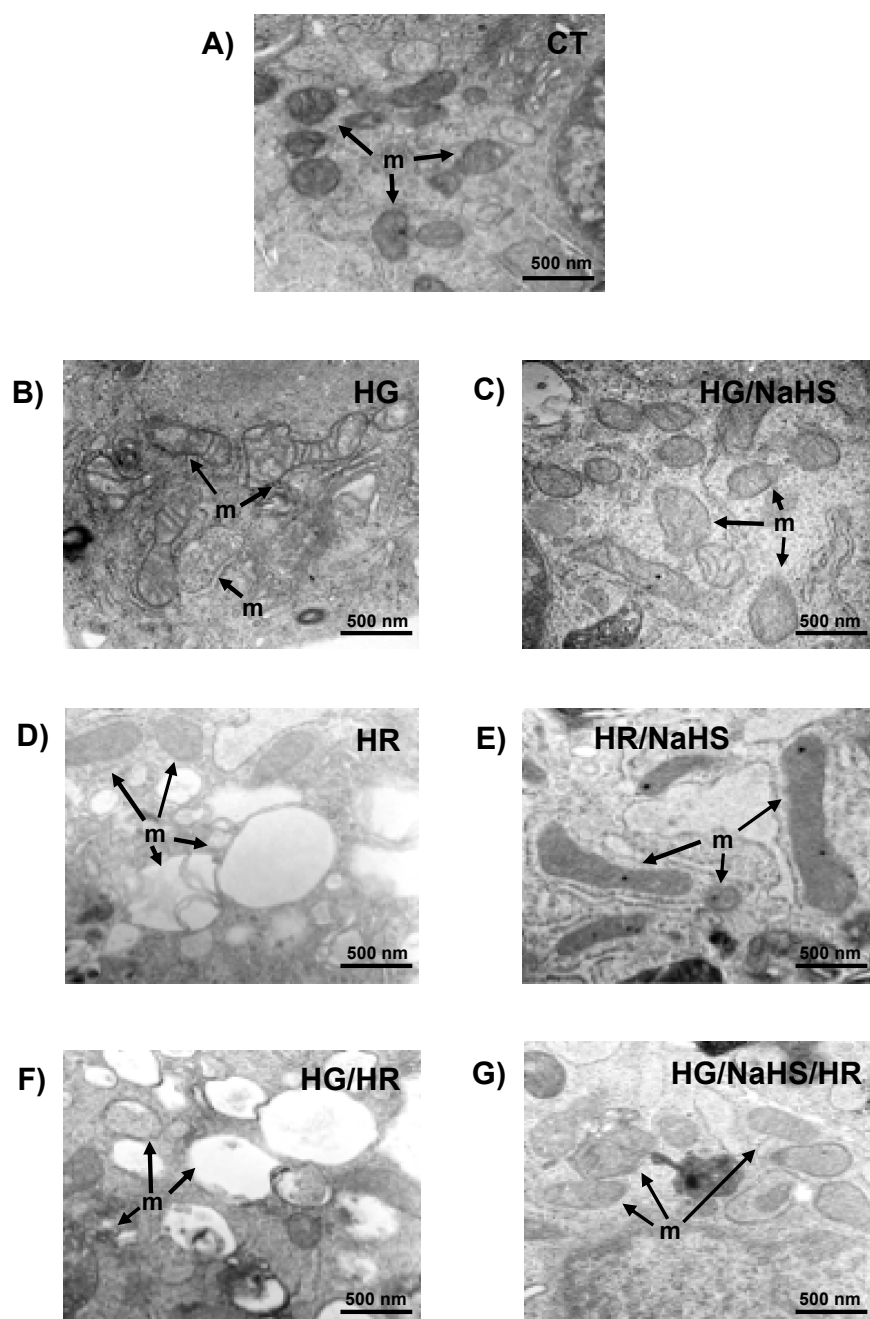 A)
CT
m
500 nm
B)
HG
m
m
500 nm
C)
HG/NaHS
m
500 nm
D)
HR
m
500 nm
E)
HR/NaHS
m
500 nm
F)
HG/HR
m
500 nm
G)
HG/NaHS/HR
m
500 nm